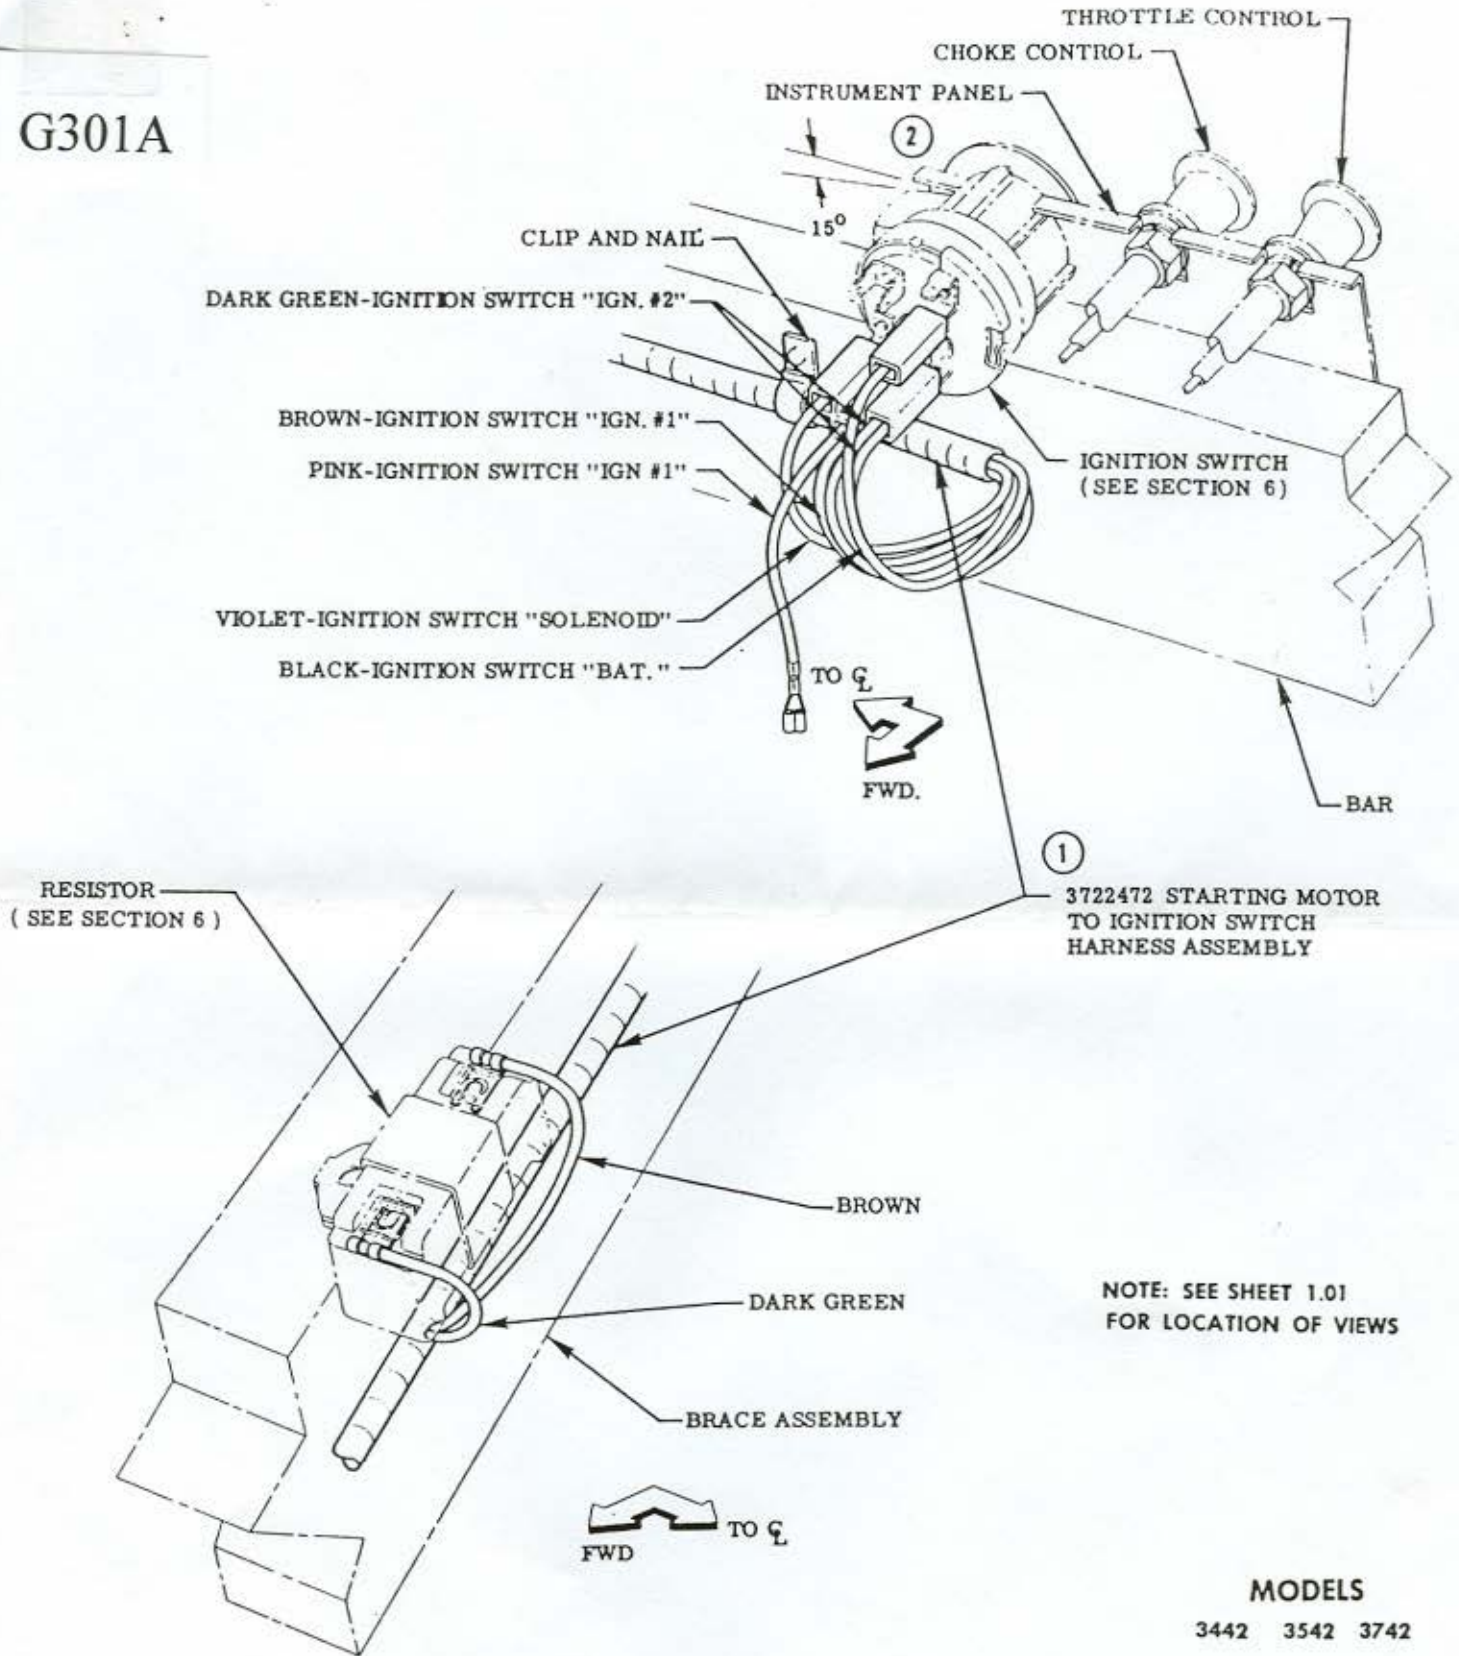 THROTTLE CONTROL
CHOKE CONTROL
INSTRUMENT PANEL
G301A
2
15°
CLIP AND NAIL
DARK GREEN-IGNITION SWITCH "IGN. #2"
BROWN-IGNITION SWITCH "IGN. #1"
PINK-IGNITION SWITCH "IGN #1"
IGNITION SWITCH
(SEE SECTION 6)
VIOLET-IGNITION SWITCH "SOLENOID"
BLACK-IGNITION SWITCH "BAT."
TO ℄
FWD.
BAR
1
3722472 STARTING MOTOR
TO IGNITION SWITCH
HARNESS ASSEMBLY
RESISTOR
( SEE SECTION 6 )
BROWN
DARK GREEN
NOTE: SEE SHEET 1.01
FOR LOCATION OF VIEWS
BRACE ASSEMBLY
TO ℄
FWD
MODELS
3442 3542 3742